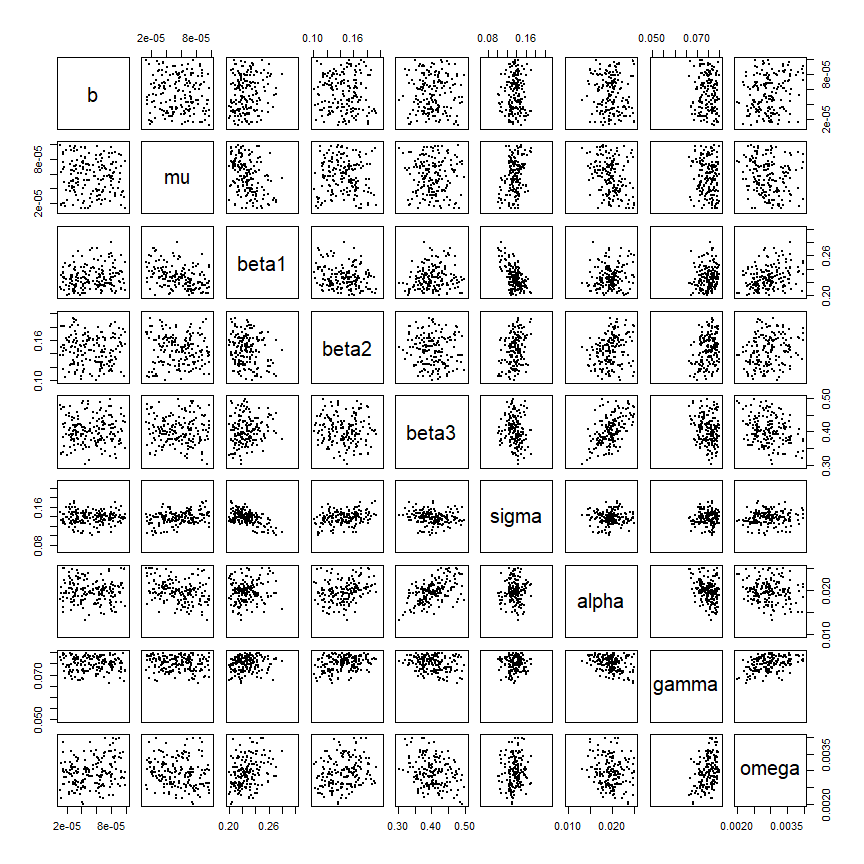 2e-05 8e-05 0.10 0.16 0.08 0.16 0.050 0.070
b 2e-05 8e-05
2e-05 8e-05 mu
beta1 0.20 0.26
0.10 0.16 beta2
beta3 0.30 0.40 0.50
0.08 0.16 sigma
alpha 0.010 0.020
0.050 0.070 gamma
omega 0.0020 0.0035
2e-05 8e-05 0.20 0.26 0.30 0.40 0.50 0.010 0.020 0.0020 0.0035